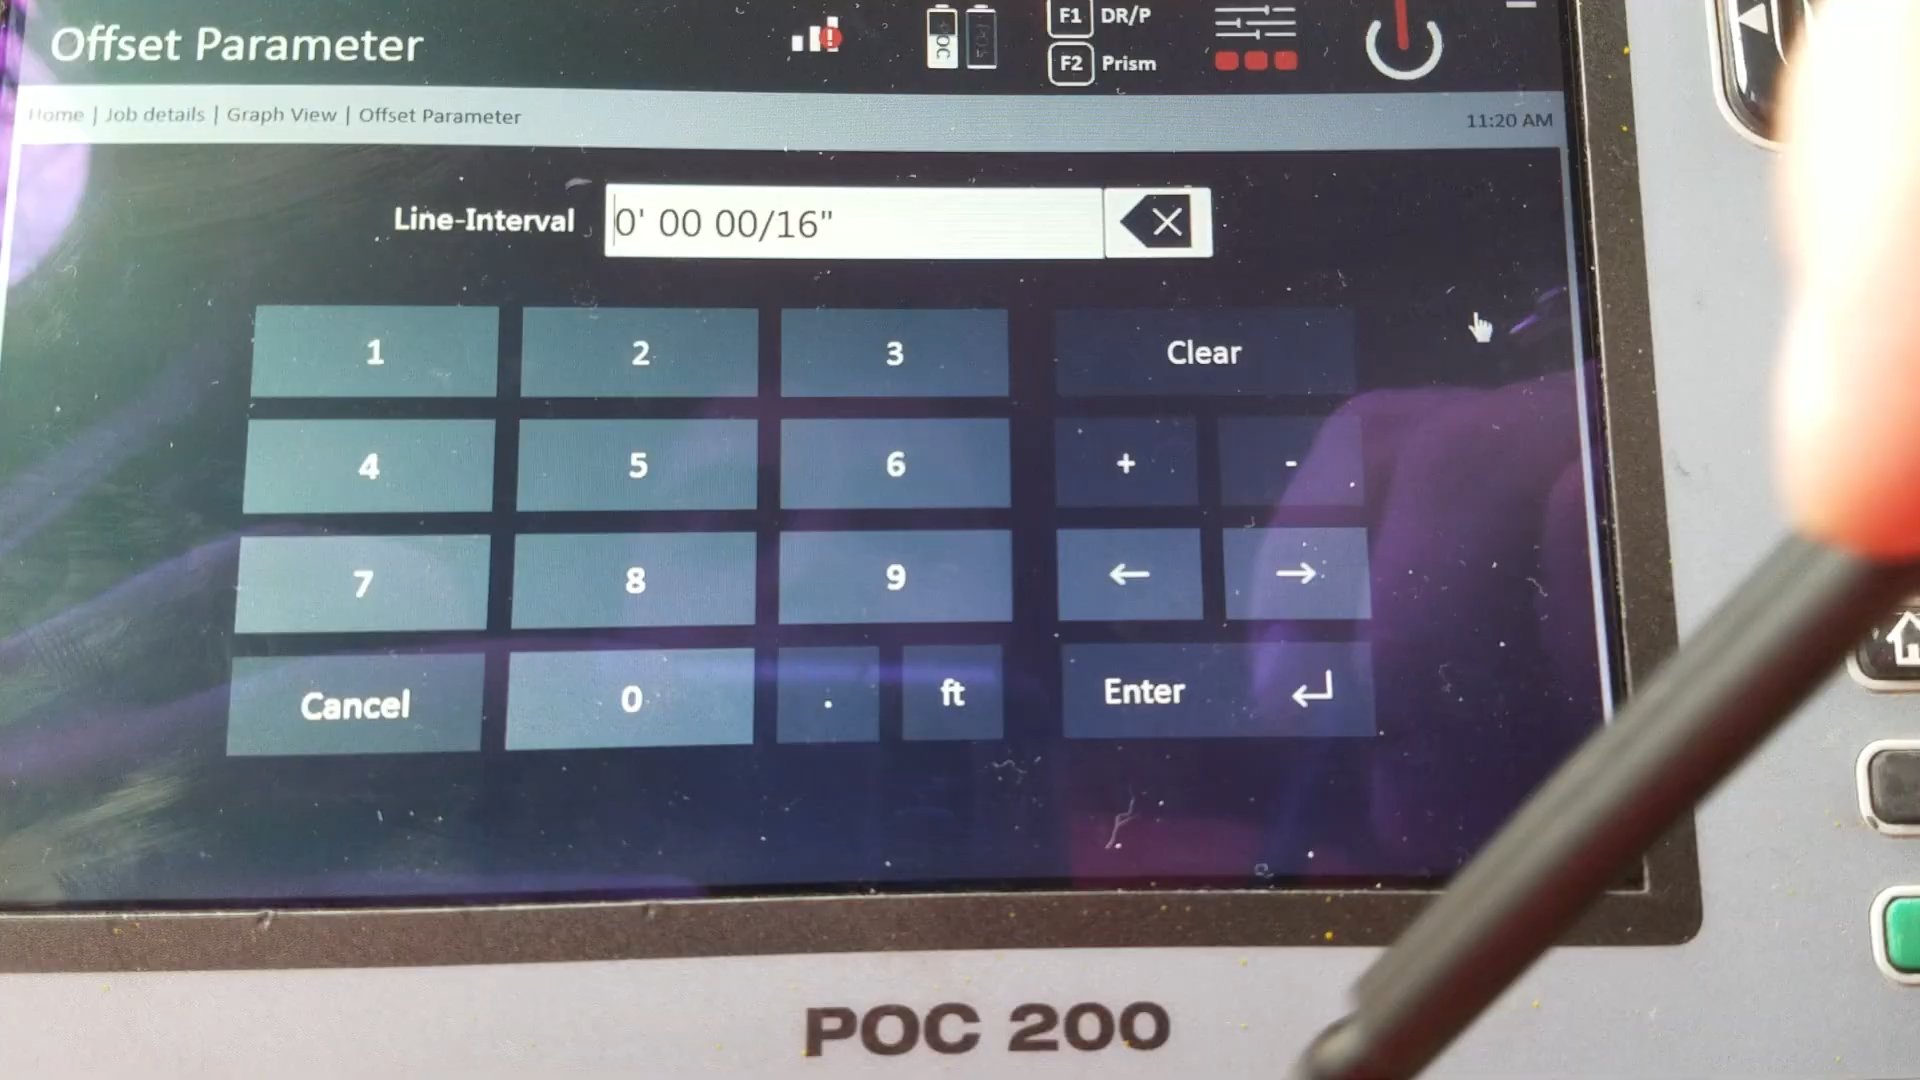 Offset Parameter
F1 DR/P
F2 Prism
Home | Job details | Graph View | Offset Parameter
11:20 AM
Line-Interval 0' 00 00/16"
1 2 3 Clear
4 5 6 + -
7 8 9 ← →
Cancel 0 . ft Enter
POC 200